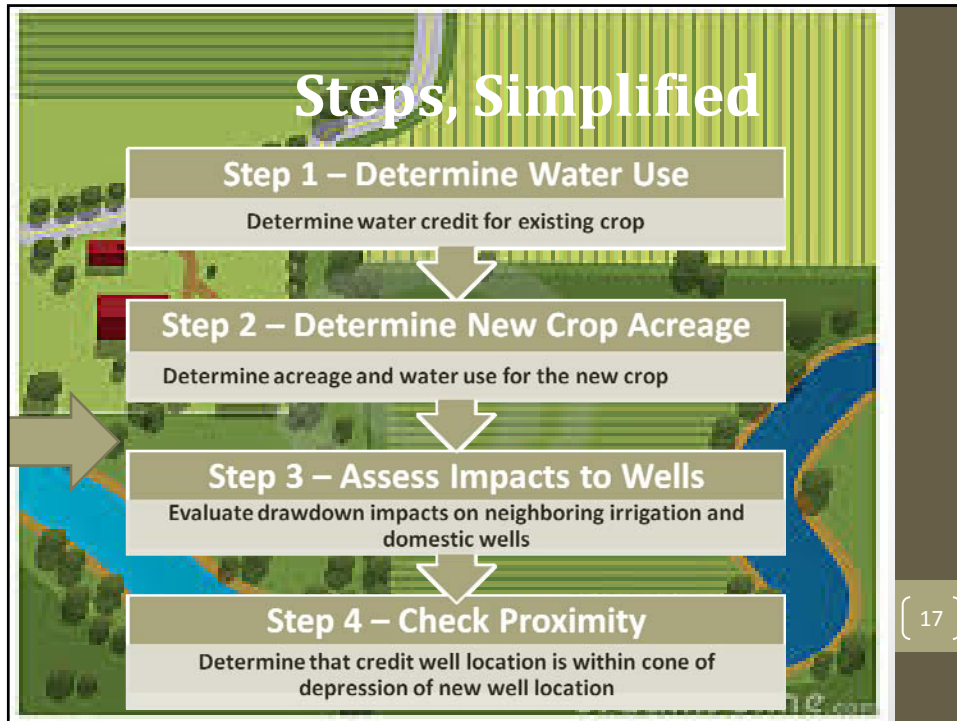 Steps, Simplified
Step 1 – Determine Water Use
Determine water credit for existing crop
Step 2 – Determine New Crop Acreage
Determine acreage and water use for the new crop
Step 3 – Assess Impacts to Wells
Evaluate drawdown impacts on neighboring irrigation and
domestic wells
Step 4 – Check Proximity
Determine that credit well location is within cone of
depression of new well location
17